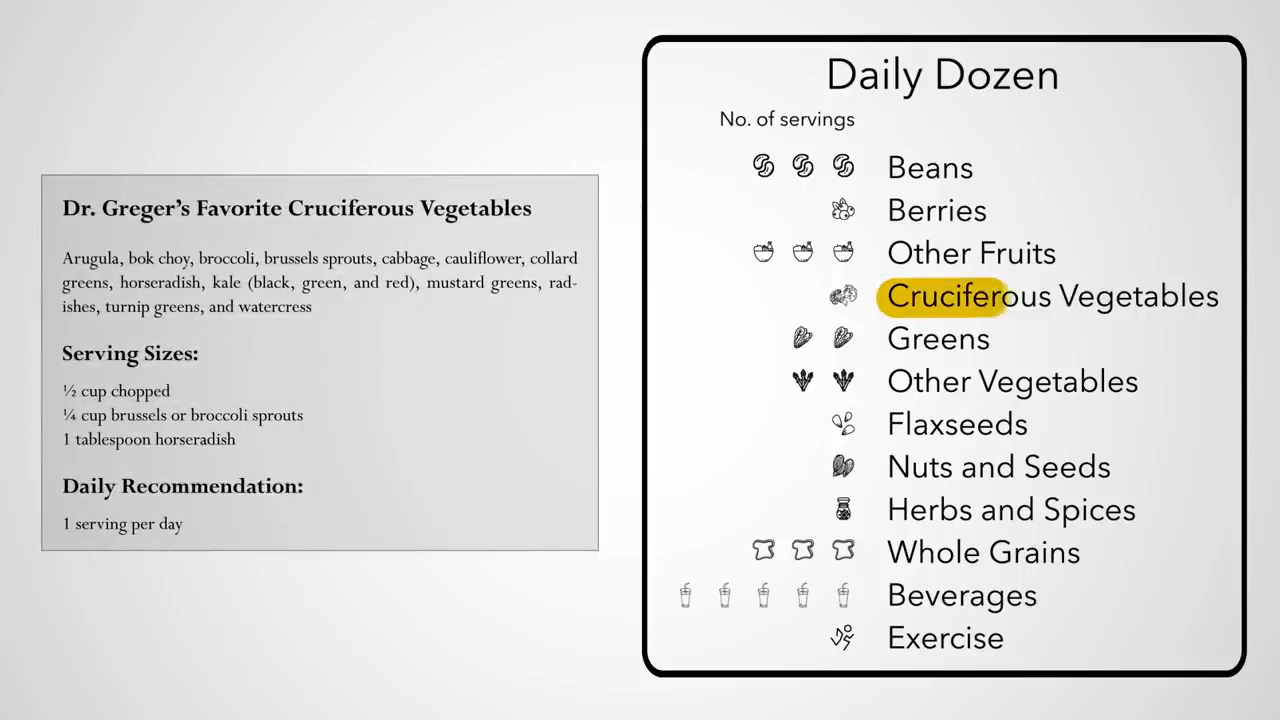 Dr. Greger’s Favorite Cruciferous Vegetables
Arugula, bok choy, broccoli, brussels sprouts, cabbage, cauliflower, collard
greens, horseradish, kale (black, green, and red), mustard greens, rad-
ishes, turnip greens, and watercress
Serving Sizes:
½ cup chopped
¼ cup brussels or broccoli sprouts
1 tablespoon horseradish
Daily Recommendation:
1 serving per day
Daily Dozen
No. of servings
Beans
Berries
Other Fruits
Cruciferous Vegetables
Greens
Other Vegetables
Flaxseeds
Nuts and Seeds
Herbs and Spices
Whole Grains
Beverages
Exercise